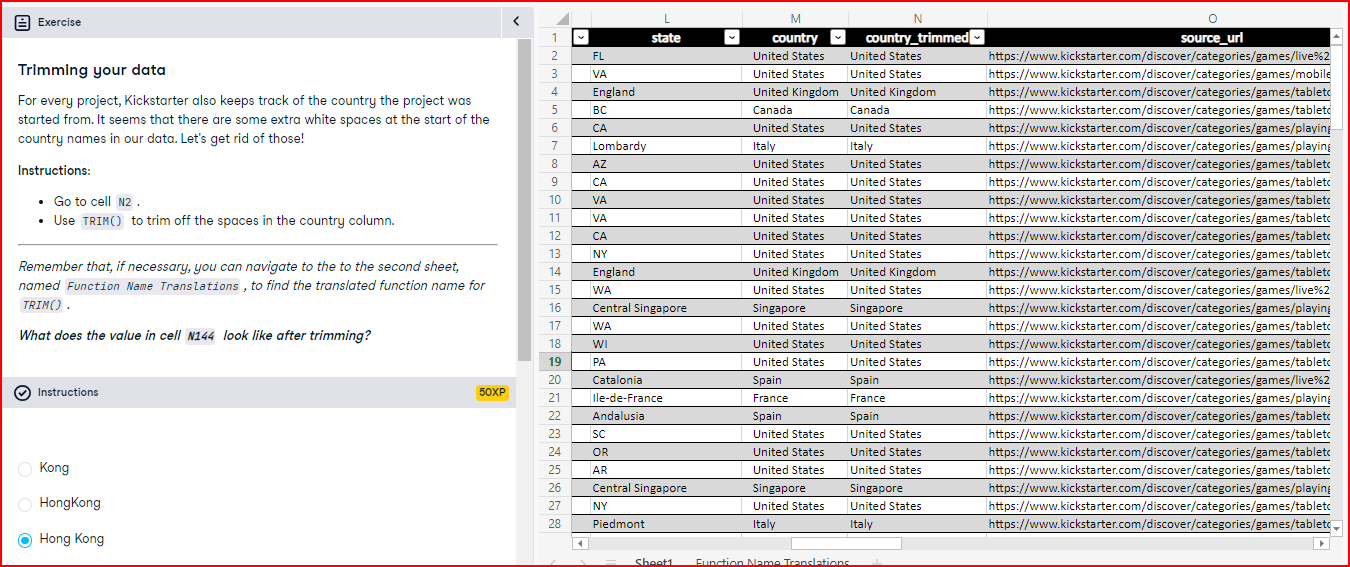 Exercise
Trimming your data
For every project, Kickstarter also keeps track of the country the project was
started from. It seems that there are some extra white spaces at the start of the
country names in our data. Let's get rid of those!
Instructions:
• Go to cell N2 .
• Use TRIM() to trim off the spaces in the country column.
Remember that, if necessary, you can navigate to the to the second sheet,
named Function Name Translations , to find the translated function name for
TRIM() .
What does the value in cell N144 look like after trimming?
Instructions 50XP
Kong
HongKong
Hong Kong
L M N O
1 state country country_trimmed source_url
2 FL United States United States https://www.kickstarter.com/discover/categories/games/live%2
3 VA United States United States https://www.kickstarter.com/discover/categories/games/mobile
4 England United Kingdom United Kingdom https://www.kickstarter.com/discover/categories/games/tabletc
5 BC Canada Canada https://www.kickstarter.com/discover/categories/games/tabletc
6 CA United States United States https://www.kickstarter.com/discover/categories/games/playing
7 Lombardy Italy Italy https://www.kickstarter.com/discover/categories/games/playing
8 AZ United States United States https://www.kickstarter.com/discover/categories/games/tabletc
9 CA United States United States https://www.kickstarter.com/discover/categories/games/tabletc
10 VA United States United States https://www.kickstarter.com/discover/categories/games/tabletc
11 VA United States United States https://www.kickstarter.com/discover/categories/games/tabletc
12 CA United States United States https://www.kickstarter.com/discover/categories/games/tabletc
13 NY United States United States https://www.kickstarter.com/discover/categories/games/tabletc
14 England United Kingdom United Kingdom https://www.kickstarter.com/discover/categories/games/tabletc
15 WA United States United States https://www.kickstarter.com/discover/categories/games/live%2
16 Central Singapore Singapore Singapore https://www.kickstarter.com/discover/categories/games/playing
17 WA United States United States https://www.kickstarter.com/discover/categories/games/tabletc
18 WI United States United States https://www.kickstarter.com/discover/categories/games/tabletc
19 PA United States United States https://www.kickstarter.com/discover/categories/games/tabletc
20 Catalonia Spain Spain https://www.kickstarter.com/discover/categories/games/live%2
21 Ile-de-France France France https://www.kickstarter.com/discover/categories/games/playing
22 Andalusia Spain Spain https://www.kickstarter.com/discover/categories/games/tabletc
23 SC United States United States https://www.kickstarter.com/discover/categories/games/tabletc
24 OR United States United States https://www.kickstarter.com/discover/categories/games/tabletc
25 AR United States United States https://www.kickstarter.com/discover/categories/games/tabletc
26 Central Singapore Singapore Singapore https://www.kickstarter.com/discover/categories/games/playing
27 NY United States United States https://www.kickstarter.com/discover/categories/games/tabletc
28 Piedmont Italy Italy https://www.kickstarter.com/discover/categories/games/tabletc
Sheet1 Function Name Translations